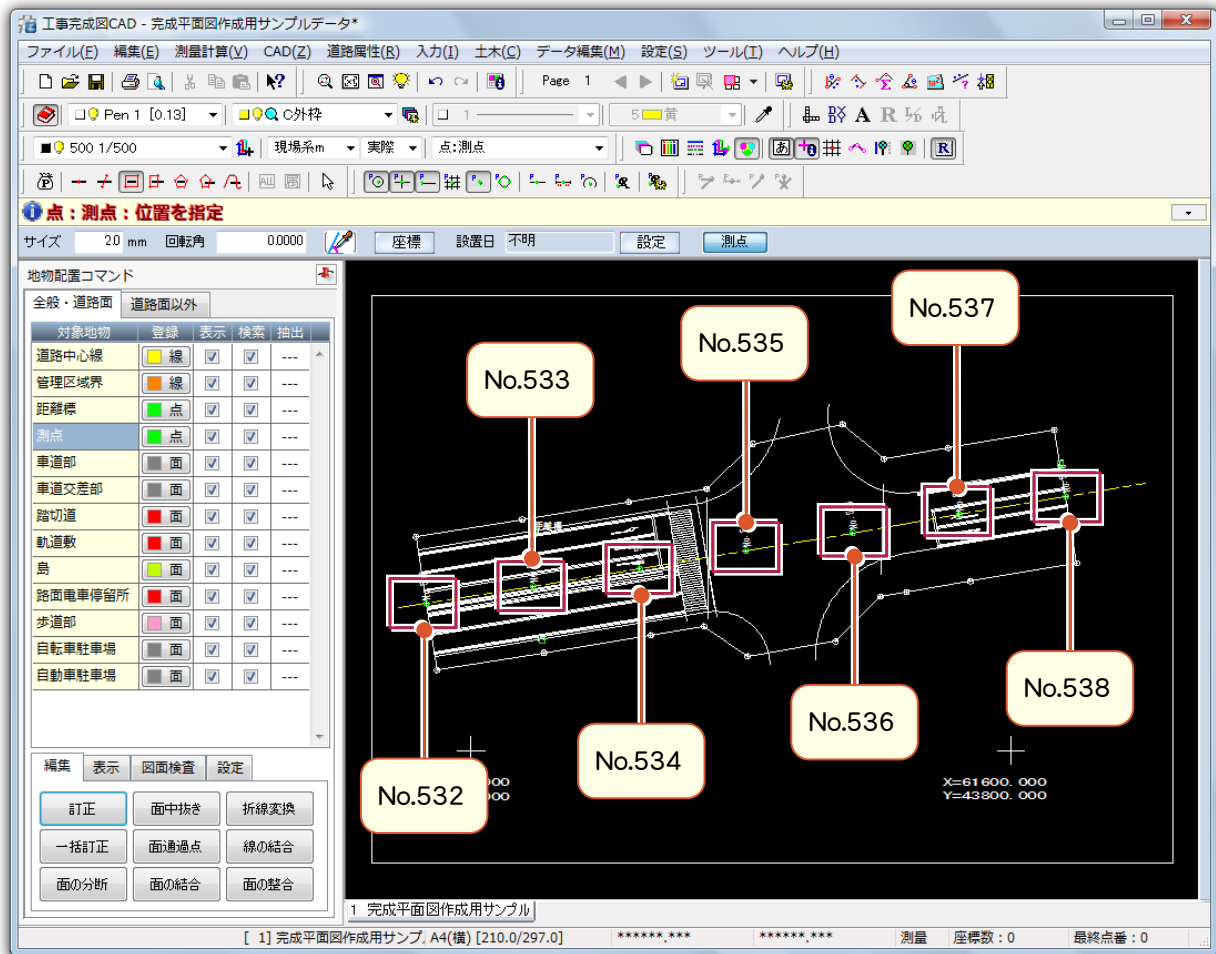 工事完成図CAD - 完成平面図作成用サンプルデータ*
ファイル(F) 編集(E) 測量計算(V) CAD(Z) 道路属性(R) 入力(I) 土木(C) データ編集(M) 設定(S) ツール(T) ヘルプ(H)
Page 1
Pen 1 [0.13] C外枠 1 5 黄
500 1/500 現場系m 実際 点:測点
点：測点：位置を指定
サイズ 2.0 mm 回転角 0.0000 座標 設置日 不明 設定 測点
地物配置コマンド
全般・道路面 道路面以外
対象地物 登録 表示 検索 抽出
道路中心線 線 ---
管理区域界 線 ---
距離標 点 ---
測点 点 ---
車道部 面 ---
車道交差部 面 ---
踏切道 面 ---
軌道敷 面 ---
島 面 ---
路面電車停留所 面 ---
歩道部 面 ---
自転車駐車場 面 ---
自動車駐車場 面 ---
編集 表示 図面検査 設定
訂正 面中抜き 折線変換
一括訂正 面通過点 線の結合
面の分断 面の結合 面の整合
No.537
No.535
No.533
距離標
No.538
No.536
No.534
No.532
X=61600.000
Y=43800.000
1 完成平面図作成用サンプル
[ 1] 完成平面図作成用サンプ A4(横) [210.0/297.0] ******.*** ******.*** 測量 座標数：0 最終点番：0